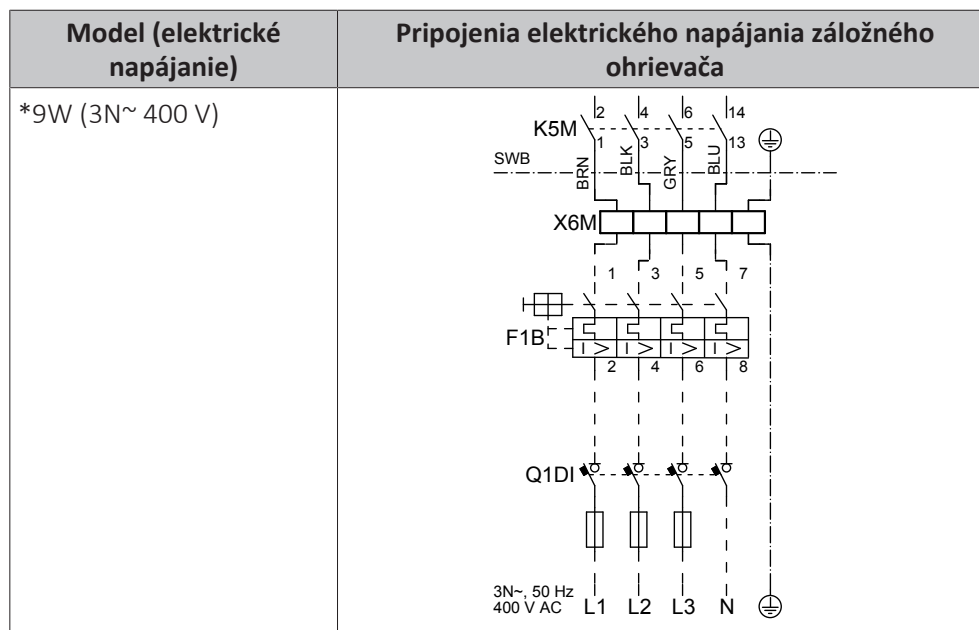 Model (elektrické napájanie)
Pripojenia elektrického napájania záložného ohrievača
*9W (3N~ 400 V)
2 4 6 14
K5M
1 3 5 13
SWB
BRN BLK GRY BLU
X6M
1 3 5 7
F1B
I > I > I > I >
2 4 6 8
Q1DI
3N~, 50 Hz
400 V AC
L1 L2 L3 N